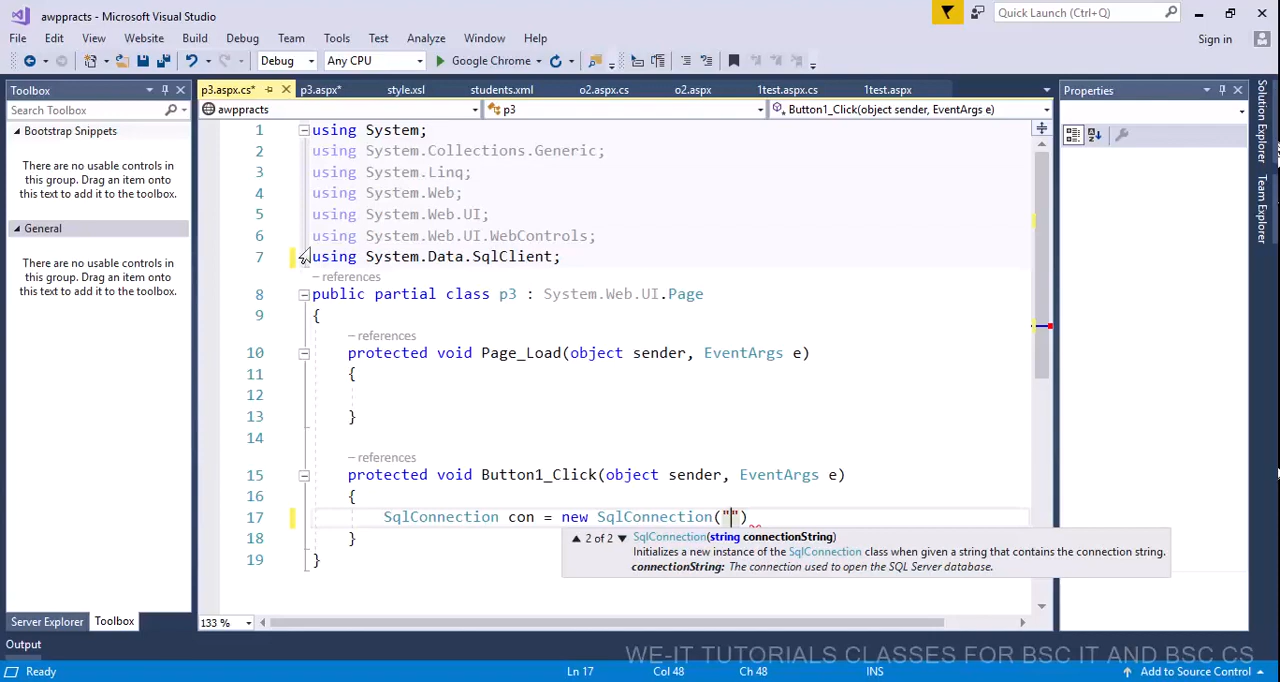 awppracts - Microsoft Visual Studio
Quick Launch (Ctrl+Q)
File Edit View Website Build Debug Team Tools Test Analyze Window Help
Sign in
Debug Any CPU Google Chrome
Toolbox
Search Toolbox
Bootstrap Snippets
There are no usable controls in
this group. Drag an item onto
this text to add it to the toolbox.
General
There are no usable controls in
this group. Drag an item onto
this text to add it to the toolbox.
Server Explorer Toolbox
p3.aspx.cs* p3.aspx* style.xsl students.xml o2.aspx.cs o2.aspx 1test.aspx.cs 1test.aspx
awppracts p3 Button1_Click(object sender, EventArgs e)
1 using System;
2 using System.Collections.Generic;
3 using System.Linq;
4 using System.Web;
5 using System.Web.UI;
6 using System.Web.UI.WebControls;
7 using System.Data.SqlClient;
– references
8 public partial class p3 : System.Web.UI.Page
9 {
– references
10 protected void Page_Load(object sender, EventArgs e)
11 {
12
13 }
14
– references
15 protected void Button1_Click(object sender, EventArgs e)
16 {
17 SqlConnection con = new SqlConnection("")
18 }
19 }
2 of 2 SqlConnection(string connectionString)
Initializes a new instance of the SqlConnection class when given a string that contains the connection string.
connectionString: The connection used to open the SQL Server database.
133 %
Properties
Solution Explorer
Team Explorer
Output
WE-IT TUTORIALS CLASSES FOR BSC IT AND BSC CS
Ready Ln 17 Col 48 Ch 48 INS Add to Source Control